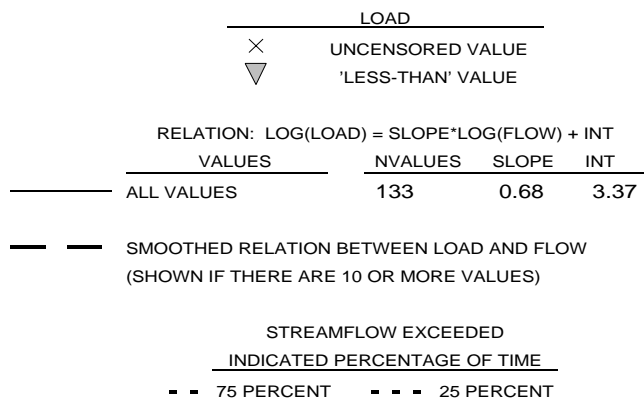 LOAD
UNCENSORED VALUE
'LESS-THAN' VALUE
RELATION: LOG(LOAD) = SLOPE*LOG(FLOW) + INT
VALUES NVALUES SLOPE INT
ALL VALUES 133 0.68 3.37
SMOOTHED RELATION BETWEEN LOAD AND FLOW
(SHOWN IF THERE ARE 10 OR MORE VALUES)
STREAMFLOW EXCEEDED
INDICATED PERCENTAGE OF TIME
75 PERCENT 25 PERCENT